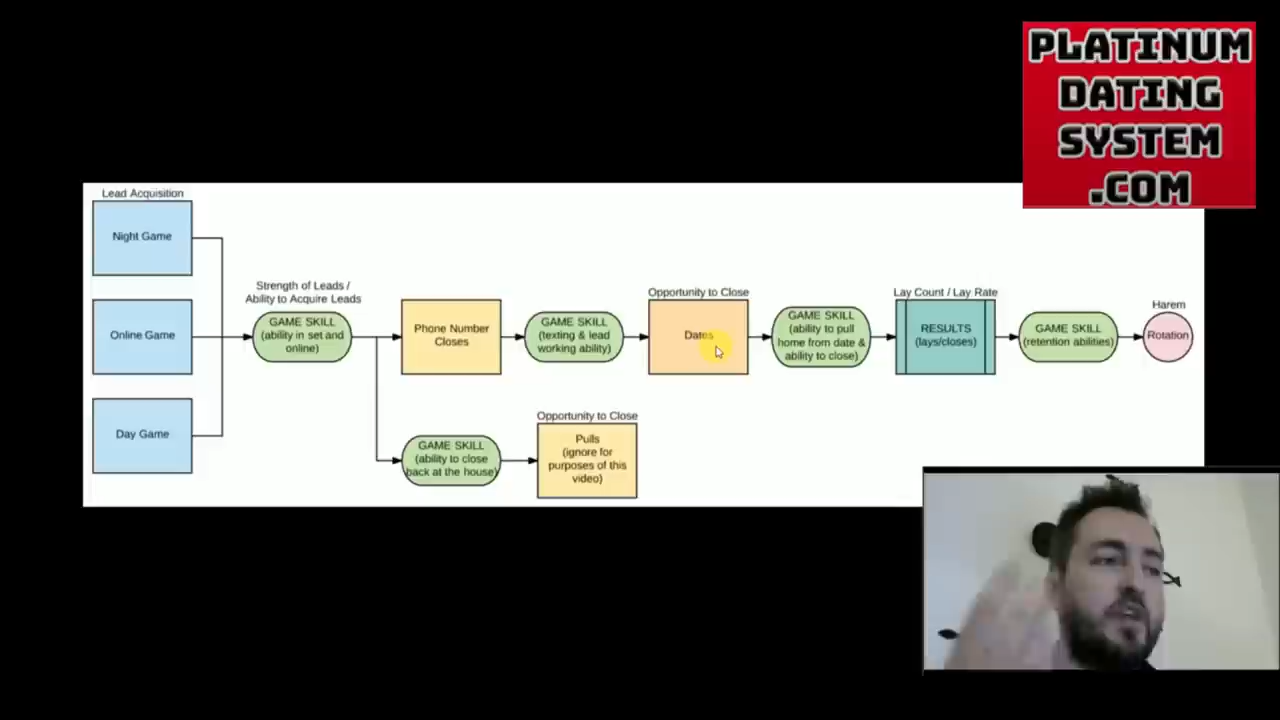 PLATINUM
DATING
SYSTEM
.COM
Lead Acquisition
Night Game
Online Game
Day Game
Strength of Leads /
Ability to Acquire Leads
GAME SKILL
(ability in set and
online)
Phone Number
Closes
GAME SKILL
(texting & lead
working ability)
Opportunity to Close
Dates
GAME SKILL
(ability to pull
home from date &
ability to close)
Lay Count / Lay Rate
RESULTS
(lays/closes)
GAME SKILL
(retention abilities)
Harem
Rotation
GAME SKILL
(ability to close
back at the house)
Opportunity to Close
Pulls
(ignore for
purposes of this
video)